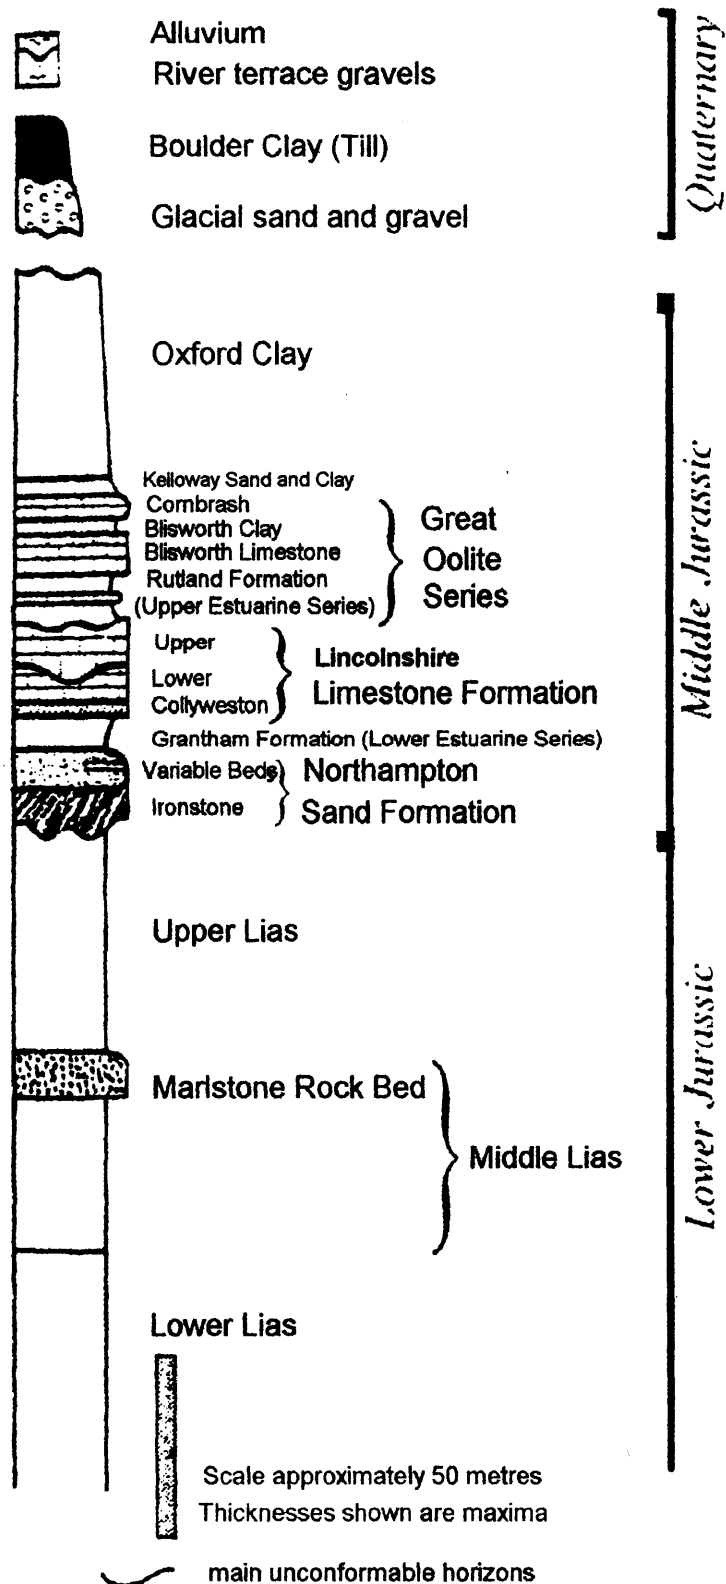 Alluvium
River terrace gravels
Boulder Clay (Till)
Glacial sand and gravel
Quaternary
Oxford Clay
Kelloway Sand and Clay
Cornbrash
Blisworth Clay
Blisworth Limestone
Rutland Formation
(Upper Estuarine Series)
Great
Oolite
Series
Upper
Lower
Collyweston
Lincolnshire
Limestone Formation
Grantham Formation (Lower Estuarine Series)
Variable Beds
Ironstone
Northampton
Sand Formation
Middle Jurassic
Upper Lias
Marlstone Rock Bed
Middle Lias
Lower Lias
Lower Jurassic
Scale approximately 50 metres
Thicknesses shown are maxima
main unconformable horizons